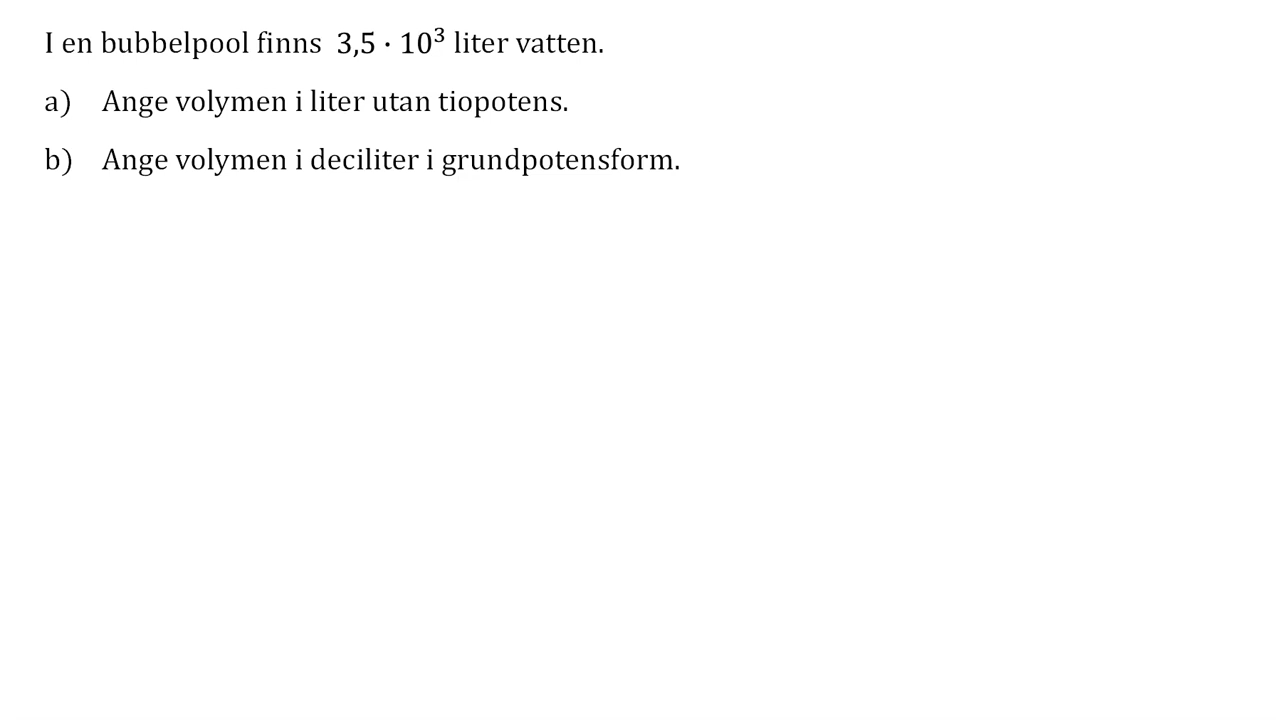 I en bubbelpool finns 3,5 · 10³ liter vatten.
a) Ange volymen i liter utan tiopotens.
b) Ange volymen i deciliter i grundpotensform.